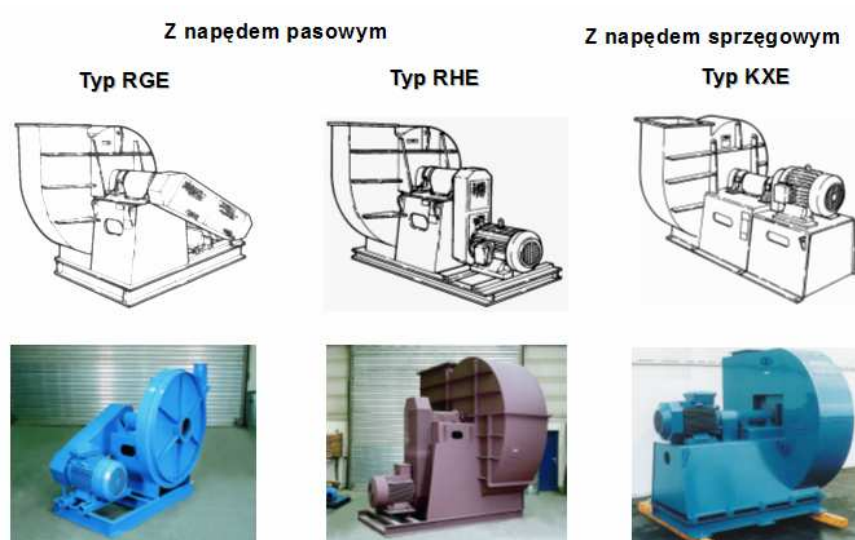 Z napędem pasowym
Z napędem sprzęgowym
Typ RGE
Typ RHE
Typ KXE